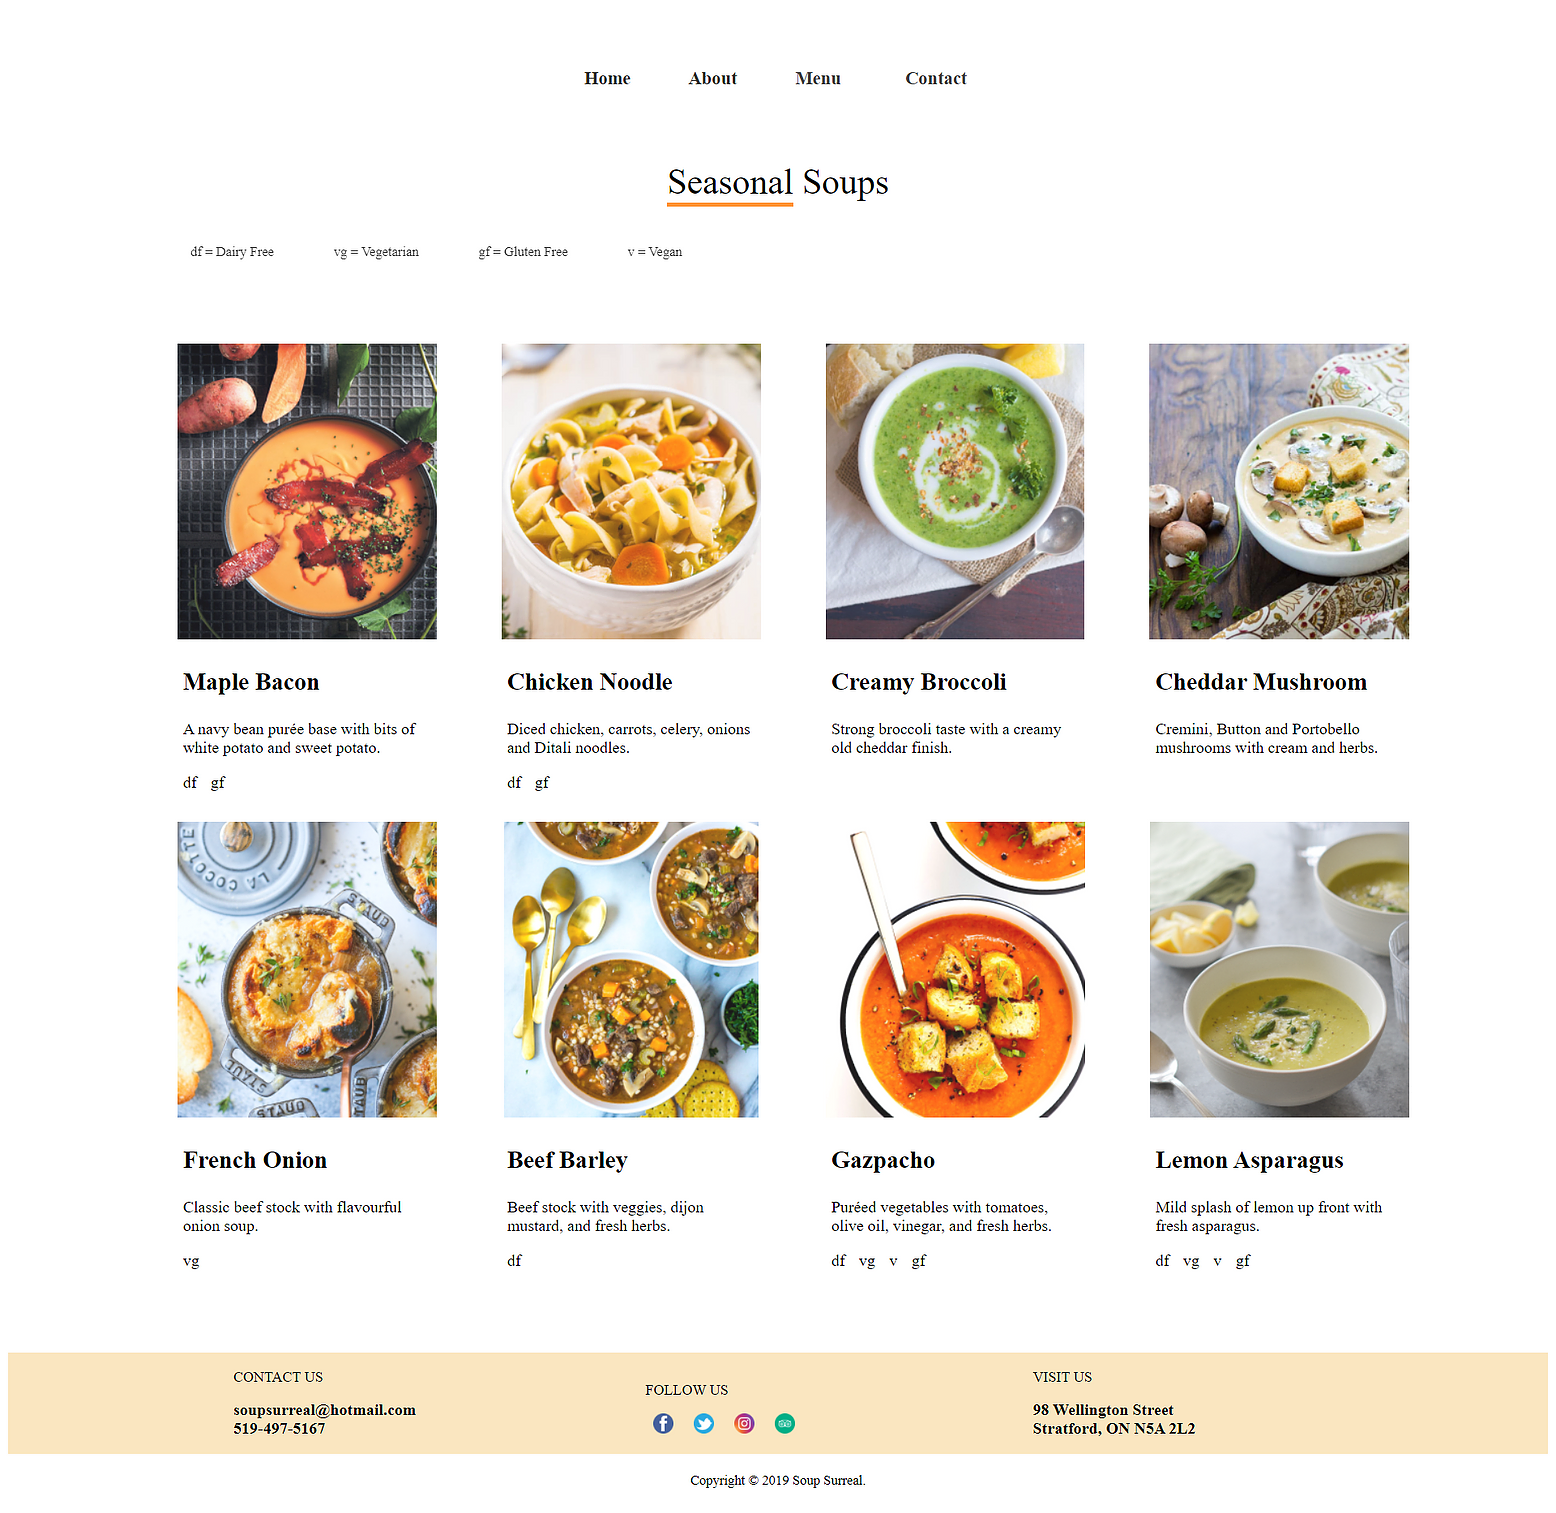 Home About Menu Contact
Seasonal Soups
df = Dairy Free vg = Vegetarian gf = Gluten Free v = Vegan
Maple Bacon
A navy bean purée base with bits of
white potato and sweet potato.
df gf
Chicken Noodle
Diced chicken, carrots, celery, onions
and Ditali noodles.
df gf
Creamy Broccoli
Strong broccoli taste with a creamy
old cheddar finish.
Cheddar Mushroom
Cremini, Button and Portobello
mushrooms with cream and herbs.
LA COCOTTE
STAUB
STAUB
STAUB
STAUB
French Onion
Classic beef stock with flavourful
onion soup.
vg
Beef Barley
Beef stock with veggies, dijon
mustard, and fresh herbs.
df
Gazpacho
Puréed vegetables with tomatoes,
olive oil, vinegar, and fresh herbs.
df vg v gf
Lemon Asparagus
Mild splash of lemon up front with
fresh asparagus.
df vg v gf
CONTACT US
soupsurreal@hotmail.com
519-497-5167
FOLLOW US
VISIT US
98 Wellington Street
Stratford, ON N5A 2L2
Copyright © 2019 Soup Surreal.